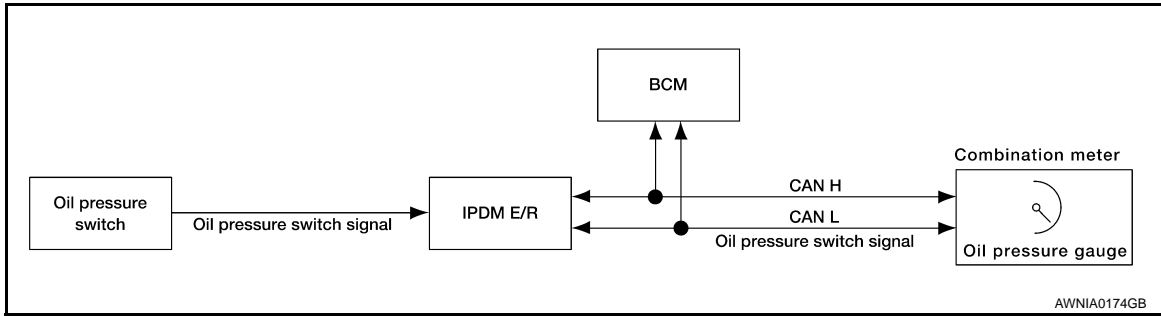 BCM
Combination meter
Oil pressure
switch
Oil pressure switch signal
IPDM E/R
CAN H
CAN L
Oil pressure switch signal
Oil pressure gauge
AWNIA0174GB